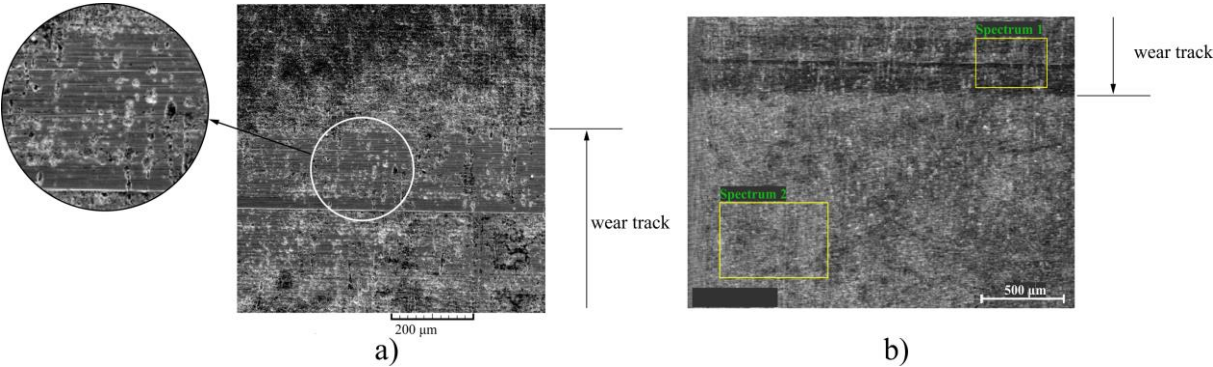 wear track
200 μm
a)
Spectrum 1
wear track
Spectrum 2
500 μm
b)